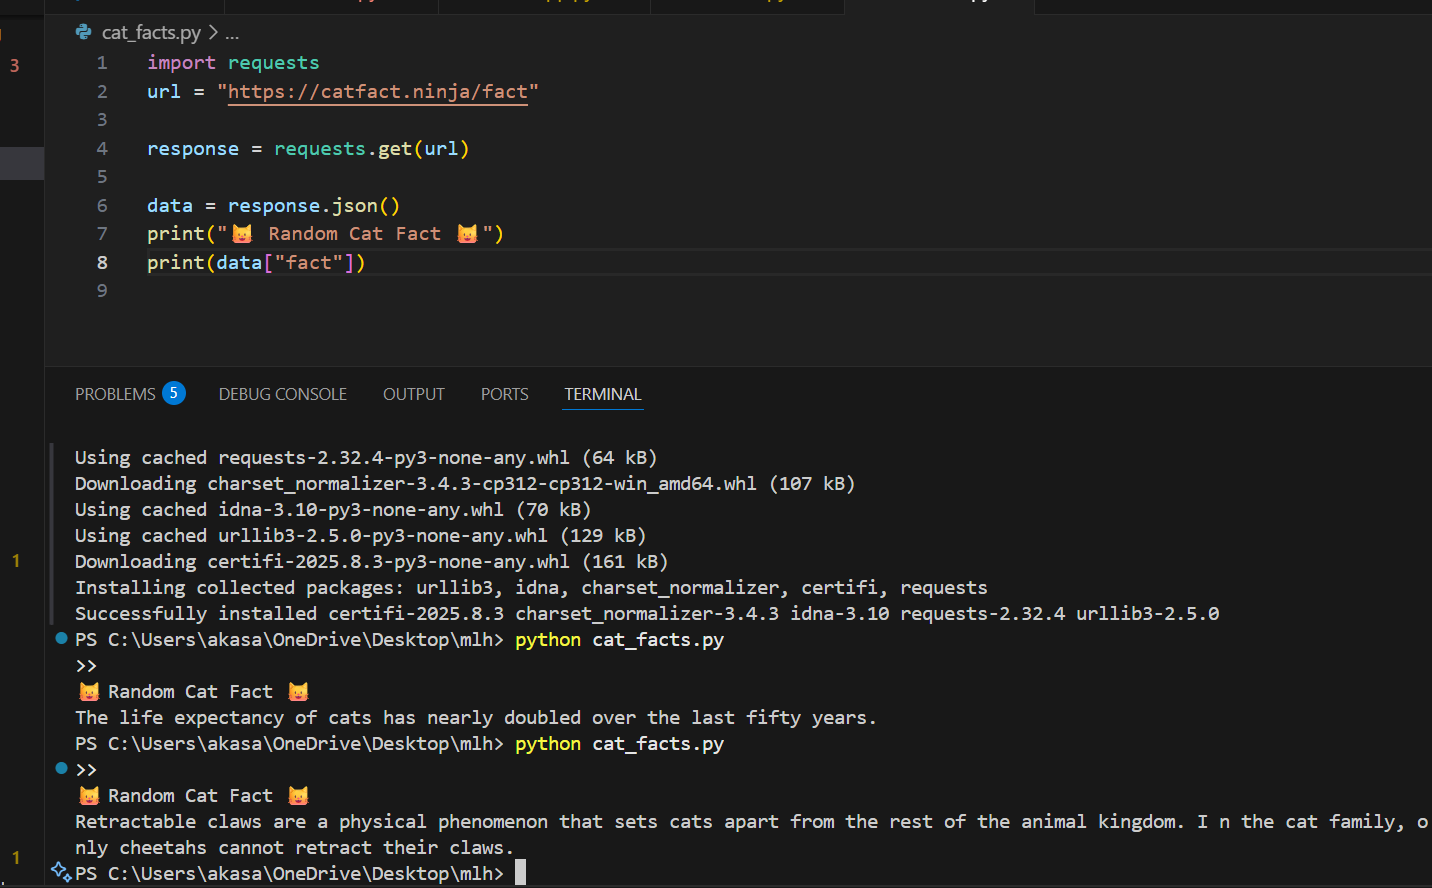 3
1
1
cat_facts.py > ...
1 import requests
2 url = "https://catfact.ninja/fact"
3
4 response = requests.get(url)
5
6 data = response.json()
7 print("😺 Random Cat Fact 😺")
8 print(data["fact"])
9
PROBLEMS 5 DEBUG CONSOLE OUTPUT PORTS TERMINAL
Using cached requests-2.32.4-py3-none-any.whl (64 kB)
Downloading charset_normalizer-3.4.3-cp312-cp312-win_amd64.whl (107 kB)
Using cached idna-3.10-py3-none-any.whl (70 kB)
Using cached urllib3-2.5.0-py3-none-any.whl (129 kB)
Downloading certifi-2025.8.3-py3-none-any.whl (161 kB)
Installing collected packages: urllib3, idna, charset_normalizer, certifi, requests
Successfully installed certifi-2025.8.3 charset_normalizer-3.4.3 idna-3.10 requests-2.32.4 urllib3-2.5.0
PS C:\Users\akasa\OneDrive\Desktop\mlh> python cat_facts.py
>>
😺 Random Cat Fact 😺
The life expectancy of cats has nearly doubled over the last fifty years.
PS C:\Users\akasa\OneDrive\Desktop\mlh> python cat_facts.py
>>
😺 Random Cat Fact 😺
Retractable claws are a physical phenomenon that sets cats apart from the rest of the animal kingdom. I n the cat family, o
nly cheetahs cannot retract their claws.
PS C:\Users\akasa\OneDrive\Desktop\mlh>